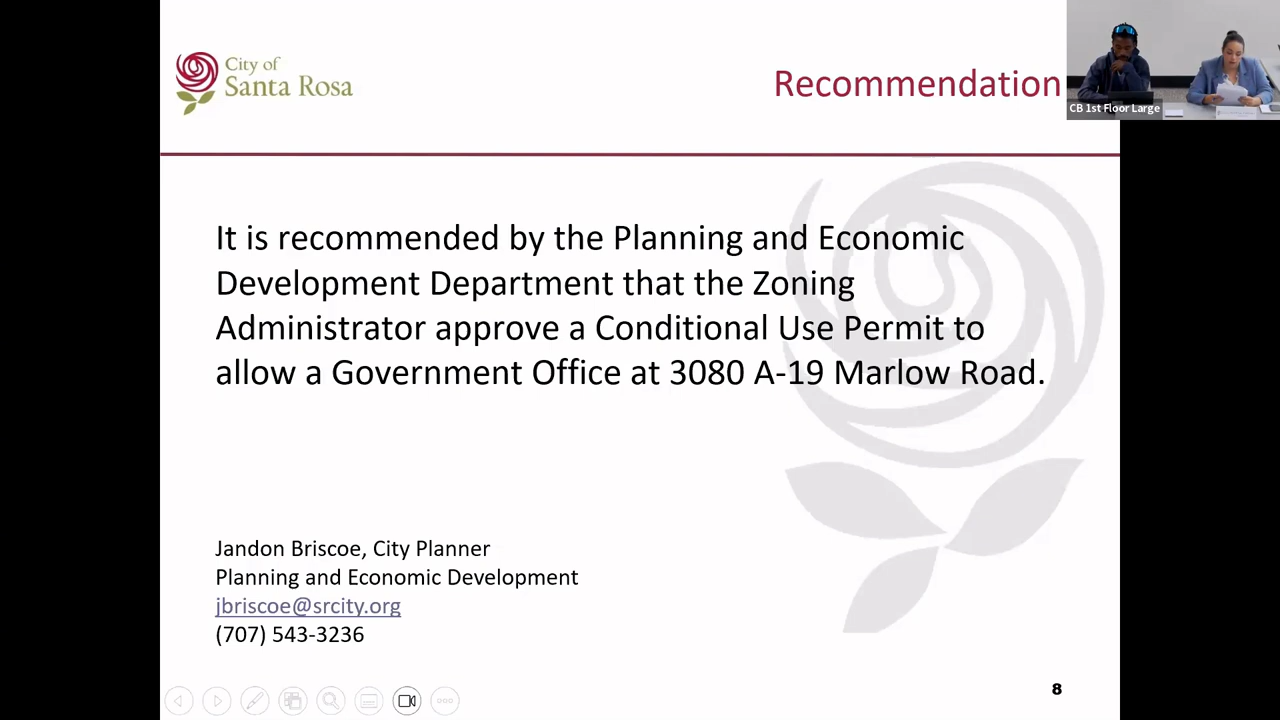 City of
Santa Rosa
Recommendation
CB 1st Floor Large
It is recommended by the Planning and Economic
Development Department that the Zoning
Administrator approve a Conditional Use Permit to
allow a Government Office at 3080 A-19 Marlow Road.
Jandon Briscoe, City Planner
Planning and Economic Development
jbriscoe@srcity.org
(707) 543-3236
8